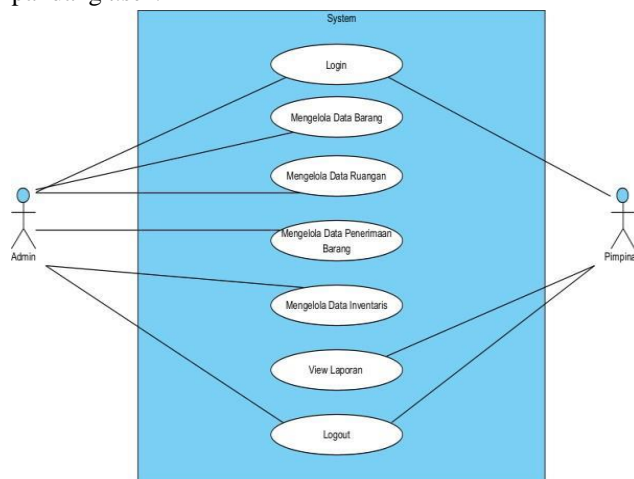 System
Login
Mengelola Data Barang
Mengelola Data Ruangan
Mengelola Data Penerimaan
Barang
Admin
Pimpina
Mengelola Data Inventaris
View Laporan
Logout